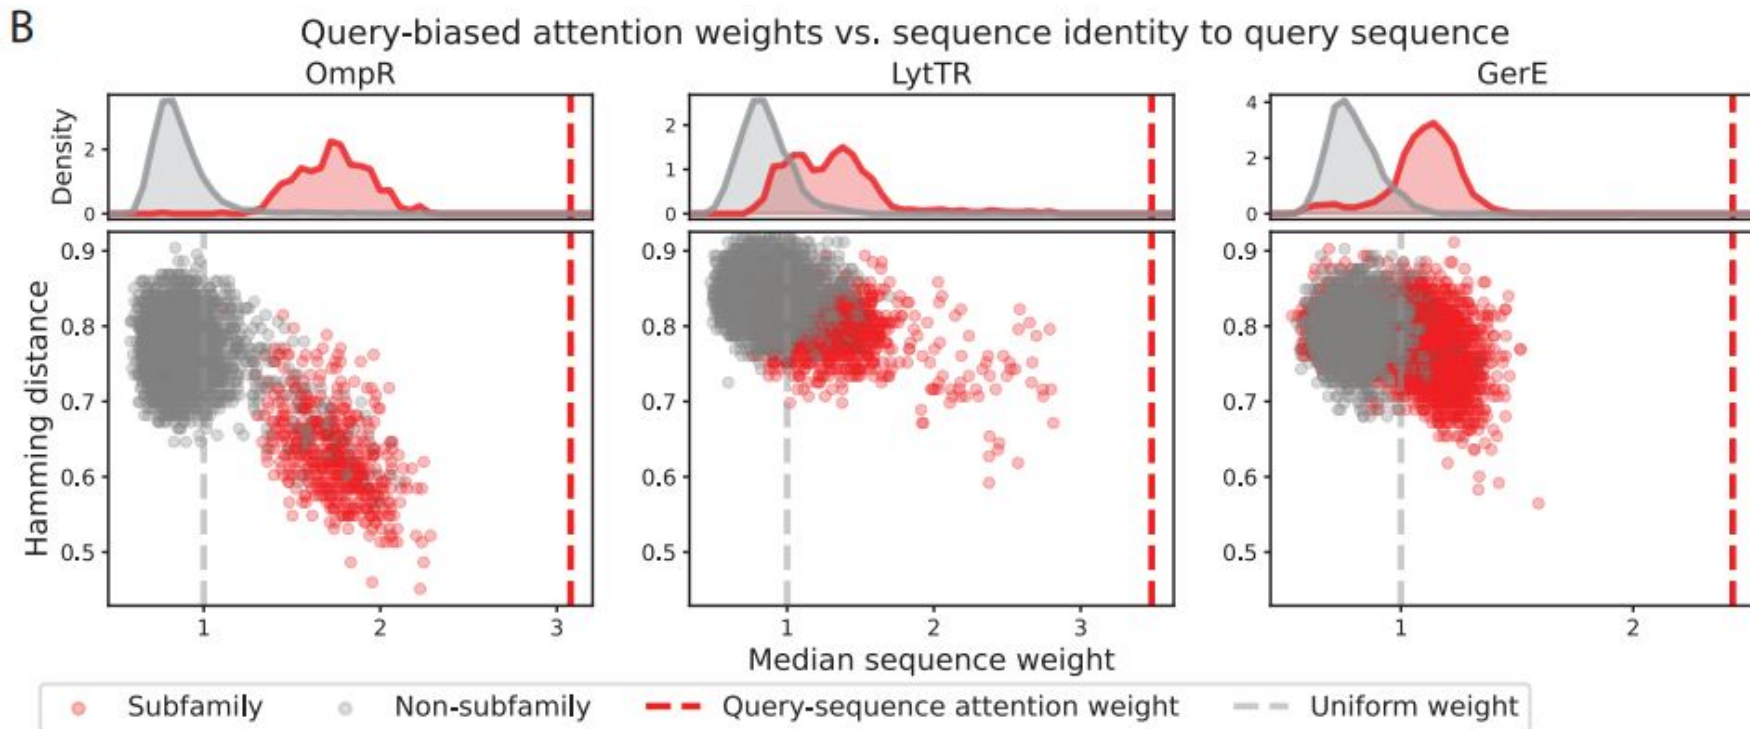 B
Query-biased attention weights vs. sequence identity to query sequence
OmpR LytTR GerE
Density
2
0
2
1
0
4
2
0
Hamming distance
0.9
0.8
0.7
0.6
0.5
0.9
0.8
0.7
0.6
0.5
0.9
0.8
0.7
0.6
0.5
1 2 3 1 2 3 1 2
Median sequence weight
Subfamily Non-subfamily Query-sequence attention weight Uniform weight